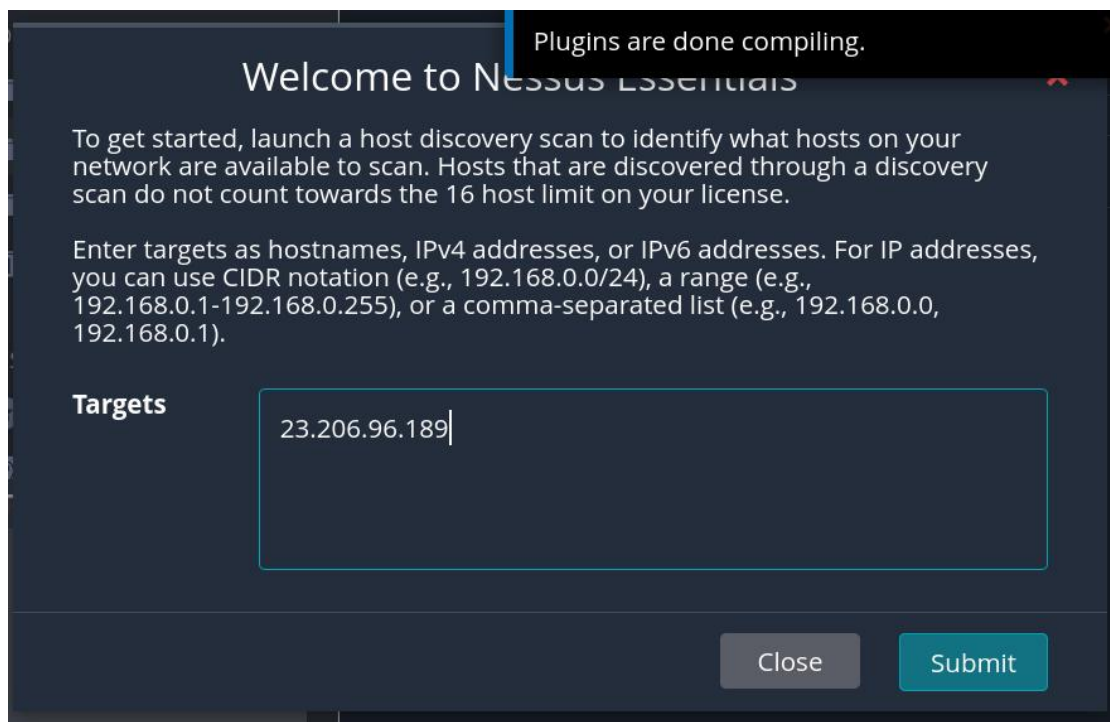 Plugins are done compiling.
Welcome to Nessus Essentials
To get started, launch a host discovery scan to identify what hosts on your
network are available to scan. Hosts that are discovered through a discovery
scan do not count towards the 16 host limit on your license.
Enter targets as hostnames, IPv4 addresses, or IPv6 addresses. For IP addresses,
you can use CIDR notation (e.g., 192.168.0.0/24), a range (e.g.,
192.168.0.1-192.168.0.255), or a comma-separated list (e.g., 192.168.0.0,
192.168.0.1).
Targets
23.206.96.189
Close
Submit